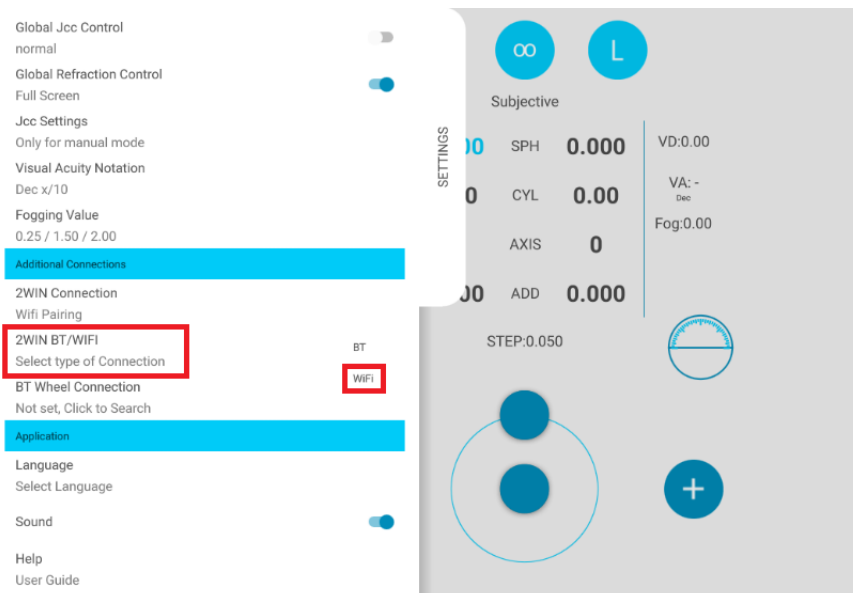 Global Jcc Control
normal
Global Refraction Control
Full Screen
Jcc Settings
Only for manual mode
Visual Acuity Notation
Dec x/10
Fogging Value
0.25 / 1.50 / 2.00
Additional Connections
2WIN Connection
Wifi Pairing
2WIN BT/WIFI
Select type of Connection
BT
WiFi
BT Wheel Connection
Not set, Click to Search
Application
Language
Select Language
Sound
Help
User Guide
SETTINGS
∞ L
Subjective
00 SPH 0.000
0 CYL 0.00
AXIS 0
00 ADD 0.000
VD:0.00
VA: -
Dec
Fog:0.00
STEP:0.050
+